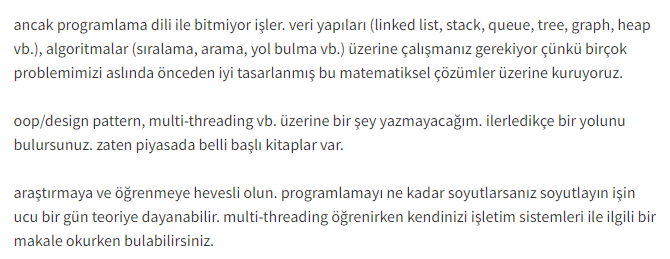 ancak programlama dili ile bitmiyor işler. veri yapıları (linked list, stack, queue, tree, graph, heap
vb.), algoritmalar (sıralama, arama, yol bulma vb.) üzerine çalışmanız gerekiyor çünkü birçok
problemimizi aslında önceden iyi tasarlanmış bu matematiksel çözümler üzerine kuruyoruz.
oop/design pattern, multi-threading vb. üzerine bir şey yazmayacağım. ilerledikçe bir yolunu
bulursunuz. zaten piyasada belli başlı kitaplar var.
araştırmaya ve öğrenmeye hevesli olun. programlamayı ne kadar soyutlarsanız soyutlayın işin
ucu bir gün teoriye dayanabilir. multi-threading öğrenirken kendinizi işletim sistemleri ile ilgili bir
makale okurken bulabilirsiniz.